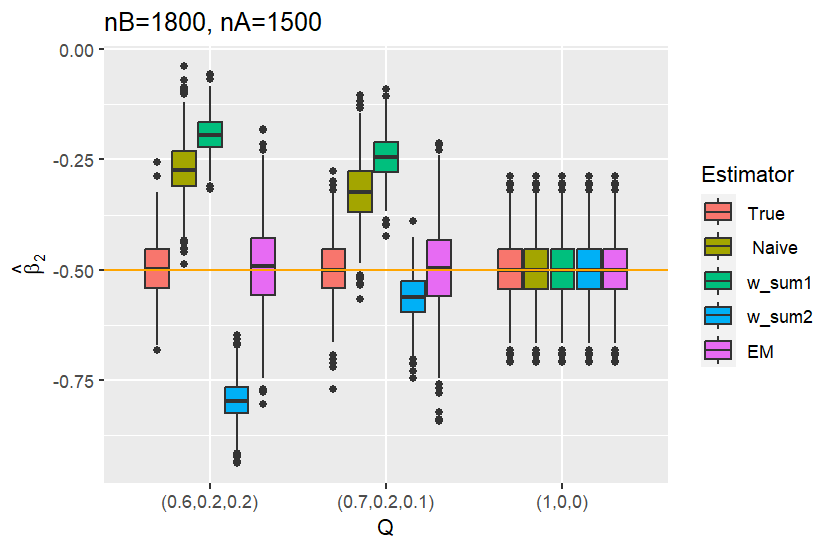 nB=1800, nA=1500
0.00
-0.25
-0.50
-0.75
β̂₂
(0.6,0.2,0.2)
(0.7,0.2,0.1)
(1,0,0)
Q
Estimator
True
Naive
w_sum1
w_sum2
EM